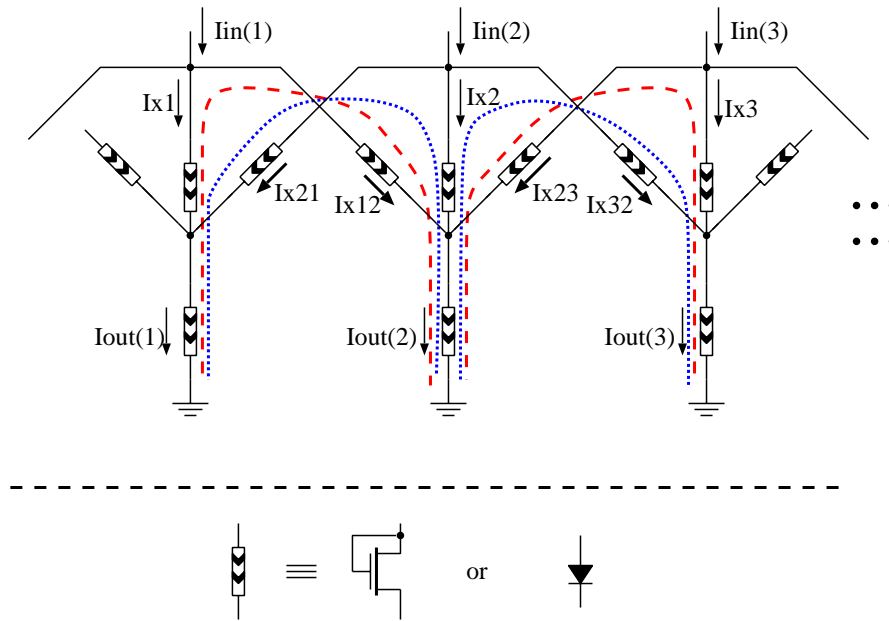 Iin(1)
Iin(2)
Iin(3)
Ix1
Ix2
Ix3
Ix21
Ix12
Ix23
Ix32
Iout(1)
Iout(2)
Iout(3)
or